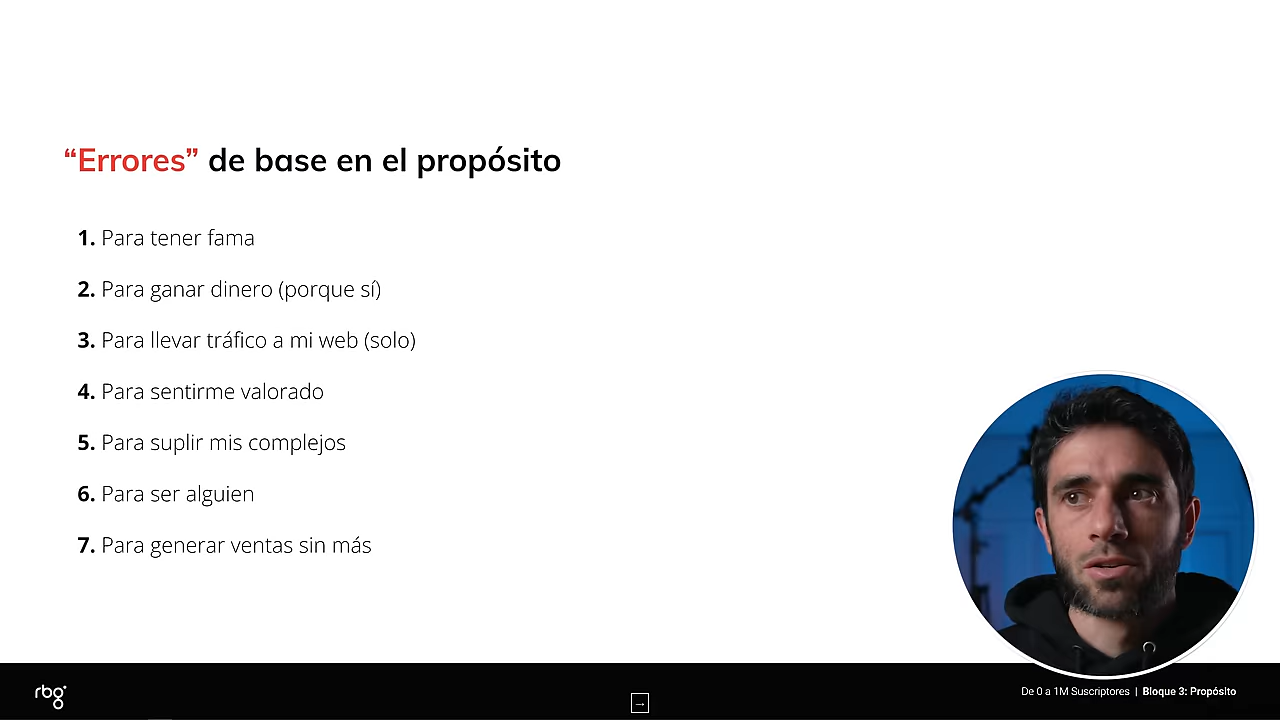 “Errores” de base en el propósito
1. Para tener fama
2. Para ganar dinero (porque sí)
3. Para llevar tráfico a mi web (solo)
4. Para sentirme valorado
5. Para suplir mis complejos
6. Para ser alguien
7. Para generar ventas sin más
rbg
→
De 0 a 1M Suscriptores | Bloque 3: Propósito